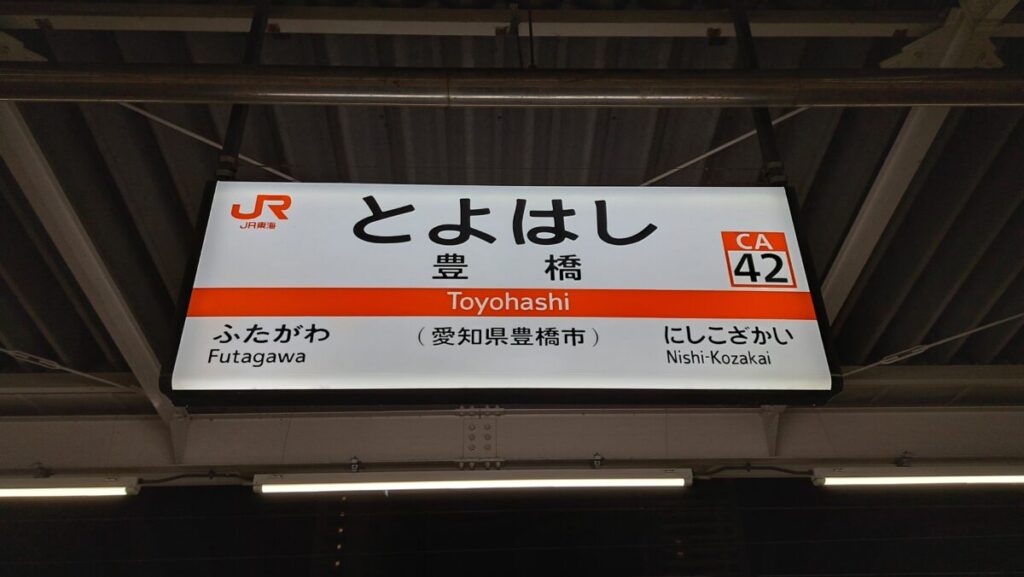 JR
JR東海
とよはし
豊橋
CA
42
Toyohashi
ふたがわ
Futagawa
(愛知県豊橋市)
にしこざかい
Nishi-Kozakai